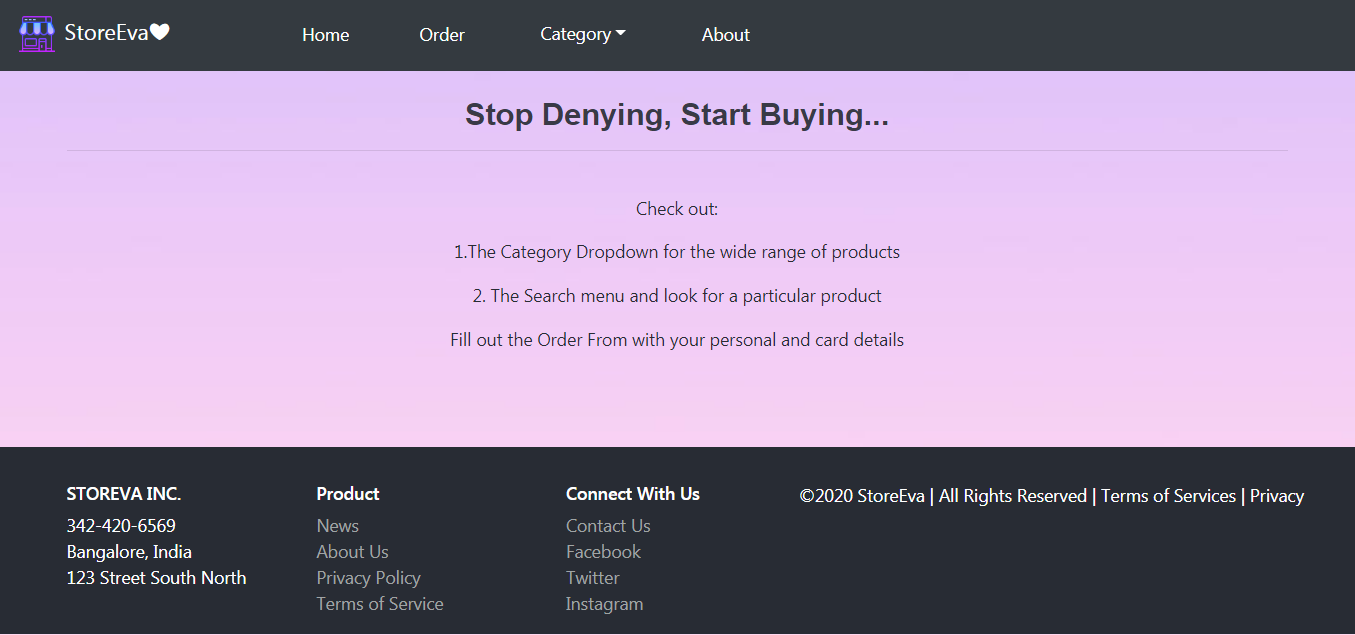 StoreEva🤍
Home
Order
Category
About
Stop Denying, Start Buying...
Check out:
1.The Category Dropdown for the wide range of products
2. The Search menu and look for a particular product
Fill out the Order From with your personal and card details
STOREVA INC.
342-420-6569
Bangalore, India
123 Street South North
Product
News
About Us
Privacy Policy
Terms of Service
Connect With Us
Contact Us
Facebook
Twitter
Instagram
©2020 StoreEva | All Rights Reserved | Terms of Services | Privacy